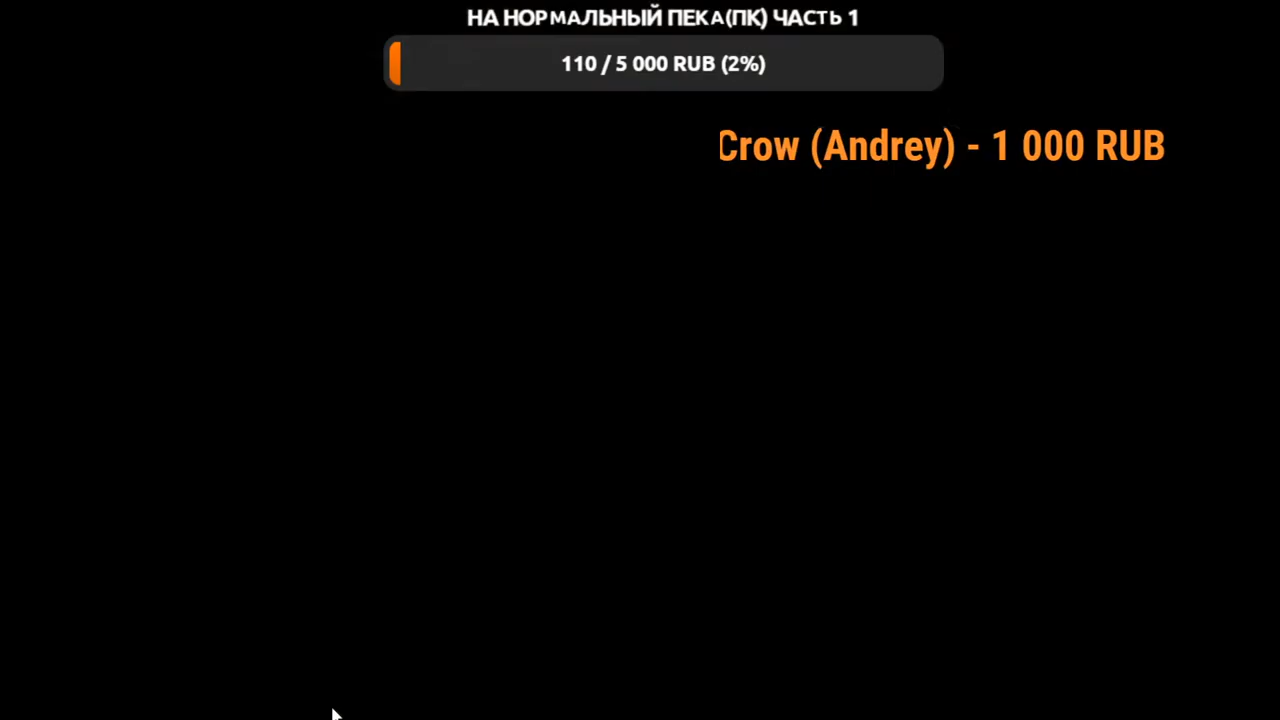 НА НОРМАЛЬНЫЙ ПЕКА(ПК) ЧАСТЬ 1
110 / 5 000 RUB (2%)
Crow (Andrey) - 1 000 RUB